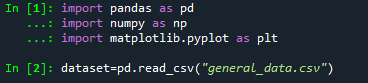 In [1]: import pandas as pd
   ...: import numpy as np
   ...: import matplotlib.pyplot as plt
In [2]: dataset=pd.read_csv("general_data.csv")